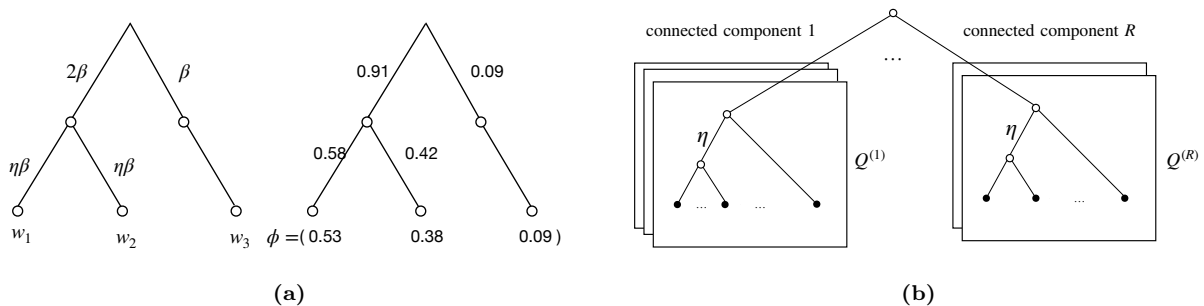 connected component 1
connected component R
...
2β
β
0.91
0.09
η
η
ηβ
ηβ
0.58
0.42
Q⁽¹⁾
Q⁽ᴿ⁾
... ...
... ...
w₁
w₂
w₃
ϕ =( 0.53
0.38
0.09 )
(a)
(b)